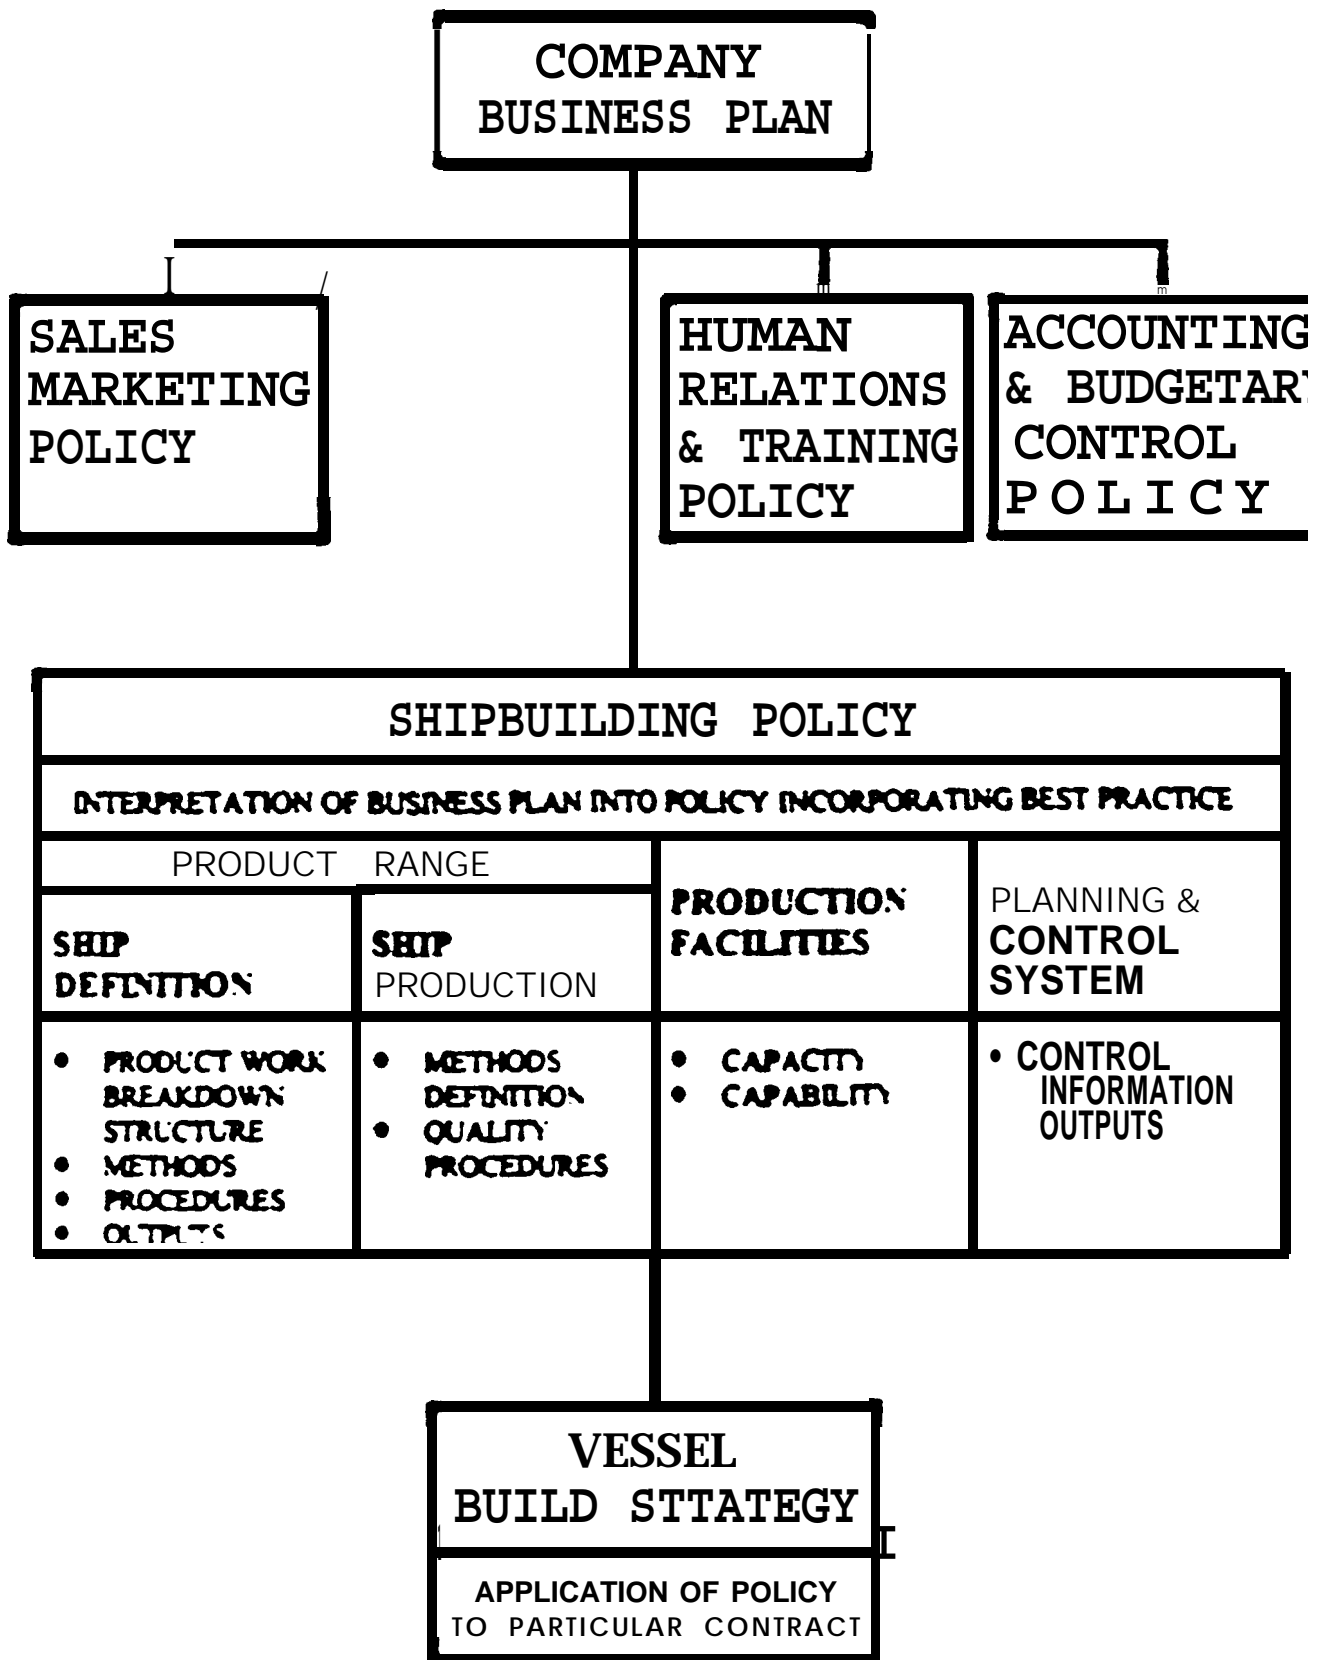 COMPANY
BUSINESS PLAN
SALES
MARKETING
POLICY
HUMAN
RELATIONS
& TRAINING
POLICY
ACCOUNTING
& BUDGETARY
CONTROL
POLICY
SHIPBUILDING POLICY
INTERPRETATION OF BUSINESS PLAN INTO POLICY INCORPORATING BEST PRACTICE
PRODUCT RANGE
SHIP
DEFINITION
SHIP
PRODUCTION
PRODUCTION
FACILITIES
PLANNING &
CONTROL
SYSTEM
• PRODUCT WORK
BREAKDOWN
STRUCTURE
• METHODS
• PROCEDURES
• OUTPUTS
• METHODS
DEFINITION
• QUALITY
PROCEDURES
• CAPACITY
• CAPABILITY
• CONTROL
INFORMATION
OUTPUTS
VESSEL
BUILD STTATEGY
APPLICATION OF POLICY
TO PARTICULAR CONTRACT